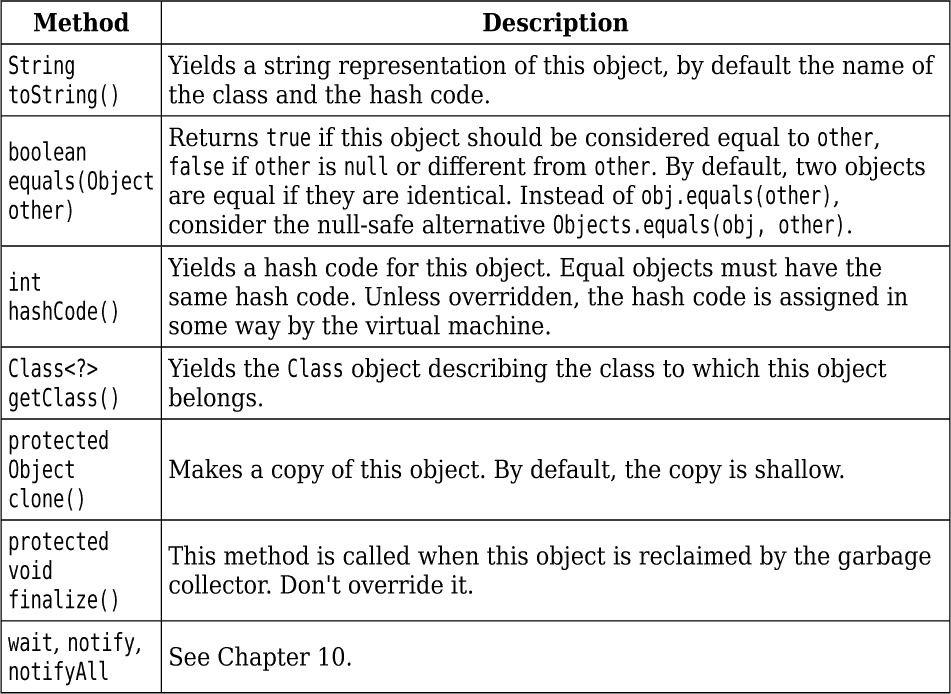 Method Description
String
toString()
Yields a string representation of this object, by default the name of
the class and the hash code.
boolean
equals(Object
other)
Returns true if this object should be considered equal to other,
false if other is null or different from other. By default, two objects
are equal if they are identical. Instead of obj.equals(other),
consider the null-safe alternative Objects.equals(obj, other).
int
hashCode()
Yields a hash code for this object. Equal objects must have the
same hash code. Unless overridden, the hash code is assigned in
some way by the virtual machine.
Class<?>
getClass()
Yields the Class object describing the class to which this object
belongs.
protected
Object
clone()
Makes a copy of this object. By default, the copy is shallow.
protected
void
finalize()
This method is called when this object is reclaimed by the garbage
collector. Don't override it.
wait, notify,
notifyAll
See Chapter 10.